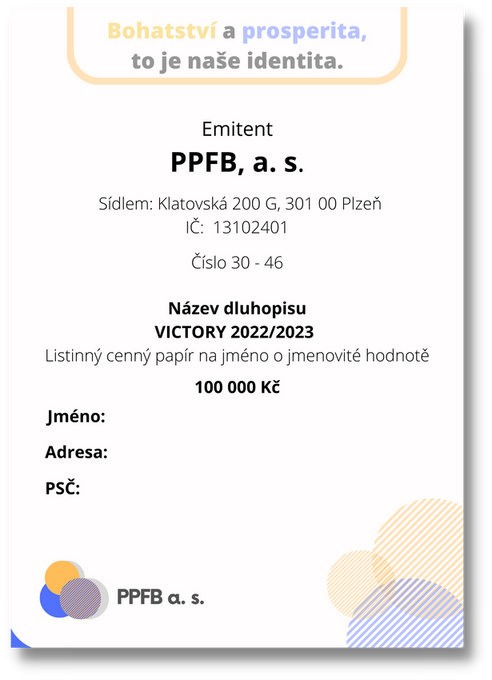 Bohatství a prosperita,
to je naše identita.
Emitent
PPFB, a. s.
Sídlem: Klatovská 200 G, 301 00 Plzeň
IČ: 13102401
Číslo 30 - 46
Název dluhopisu
VICTORY 2022/2023
Listinný cenný papír na jméno o jmenovité hodnotě
100 000 Kč
Jméno:
Adresa:
PSČ:
PPFB a. s.